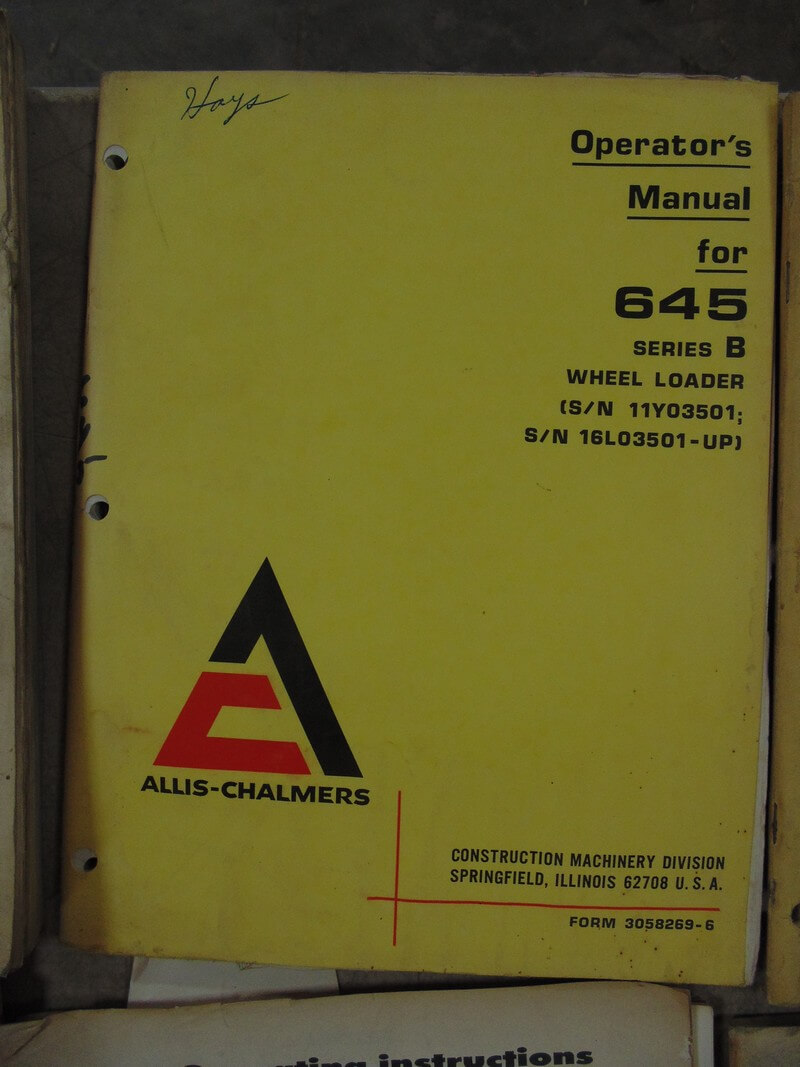 Hays
Operator's
Manual
for
645
SERIES B
WHEEL LOADER
(S/N 11Y03501;
S/N 16L03501-UP)
ALLIS-CHALMERS
CONSTRUCTION MACHINERY DIVISION
SPRINGFIELD, ILLINOIS 62708 U.S.A.
FORM 3058269-6
instructions